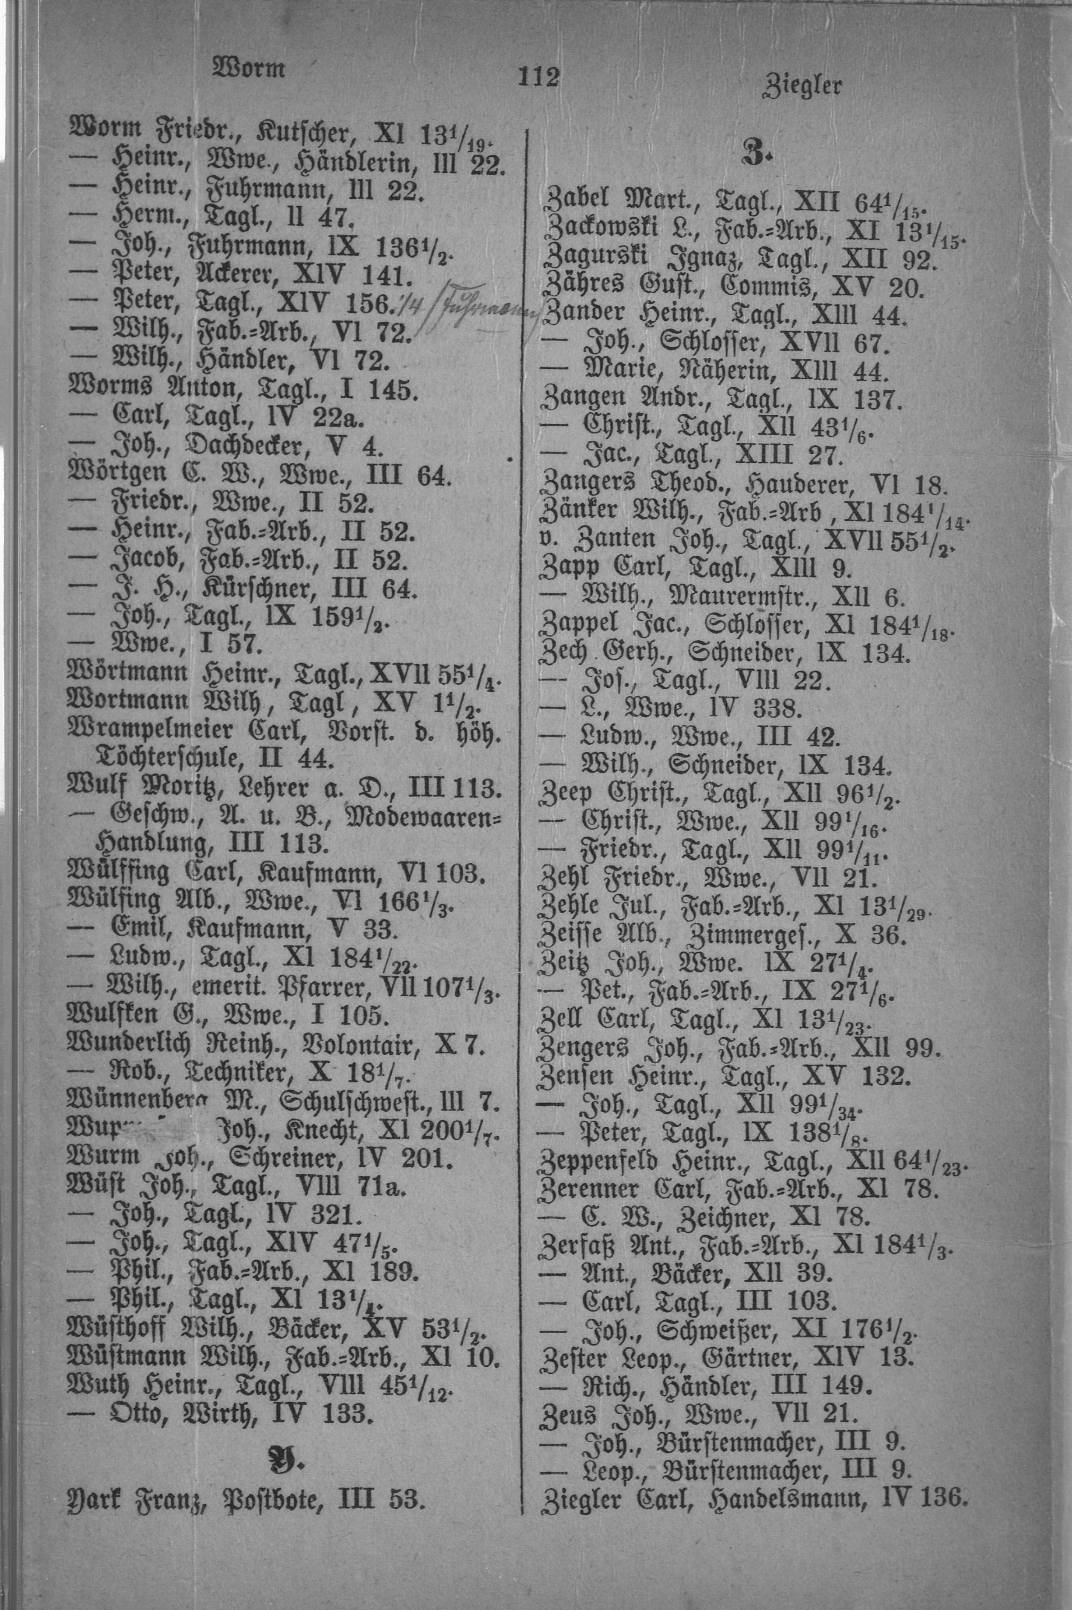 Worm
112
Ziegler
Worm Friedr., Kutscher, XI 13¹/₁₉.
— Heinr., Wwe., Händlerin, III 22.
— Heinr., Fuhrmann, III 22.
— Herm., Tagl., II 47.
— Joh., Fuhrmann, IX 136¹/₂.
— Peter, Ackerer, XIV 141.
— Peter, Tagl., XIV 156. 1/4 / Fuhrmann
— Wilh., Fab.=Arb., VI 72.
— Wilh., Händler, VI 72.
Worms Anton, Tagl., I 145.
— Carl, Tagl., IV 22a.
— Joh., Dachdecker, V 4.
Wörtgen C. W., Wwe., III 64.
— Friedr., Wwe., II 52.
— Heinr., Fab.=Arb., II 52.
— Jacob, Fab.=Arb., II 52.
— J. H., Kürschner, III 64.
— Joh., Tagl., IX 159¹/₂.
— Wwe., I 57.
Wörtmann Heinr., Tagl., XVII 55¹/₄.
Wortmann Wilh, Tagl, XV 1¹/₂.
Wrampelmeier Carl, Vorst. d. höh.
Töchterschule, II 44.
Wulf Moritz, Lehrer a. D., III 113.
— Geschw., A. u. B., Modewaaren=
Handlung, III 113.
Wülffing Carl, Kaufmann, VI 103.
Wülfing Alb., Wwe., VI 166¹/₃.
— Emil, Kaufmann, V 33.
— Ludw., Tagl., XI 184¹/₂₂.
— Wilh., emerit. Pfarrer, VII 107¹/₃.
Wulfken G., Wwe., I 105.
Wunderlich Reinh., Volontair, X 7.
— Rob., Techniker, X 18¹/₇.
Wünnenberg M., Schulschwest., III 7.
Joh., Knecht, XI 200¹/₇.
Wurm Joh., Schreiner, IV 201.
Wüst Joh., Tagl., VIII 71a.
— Joh., Tagl., IV 321.
— Joh., Tagl., XIV 47¹/₅.
— Phil., Fab.=Arb., XI 189.
— Phil., Tagl., XI 13¹/₄.
Wüsthoff Wilh., Bäcker, XV 53¹/₂.
Wüstmann Wilh., Fab.=Arb., XI 10.
Wuth Heinr., Tagl., VIII 45¹/₁₂.
— Otto, Wirth, IV 133.
Y.
Yark Franz, Postbote, III 53.
Z.
Zabel Mart., Tagl., XII 64¹/₁₅.
Zackowski L., Fab.=Arb., XI 13¹/₁₅.
Zagurski Ignaz, Tagl., XII 92.
Zähres Gust., Commis, XV 20.
Zander Heinr., Tagl., XIII 44.
— Joh., Schlosser, XVII 67.
— Marie, Näherin, XIII 44.
Zangen Andr., Tagl., IX 137.
— Christ., Tagl., XII 43¹/₆.
— Jac., Tagl., XIII 27.
Zangers Theod., Hauderer, VI 18.
Zänker Wilh., Fab.=Arb, XI 184¹/₁₄.
v. Zanten Joh., Tagl., XVII 55¹/₂.
Zapp Carl, Tagl., XIII 9.
— Wilh., Maurermstr., XII 6.
Zappel Jac., Schlosser, XI 184¹/₁₈.
Zech Gerh., Schneider, IX 134.
— Jos., Tagl., VIII 22.
— L., Wwe., IV 338.
— Ludw., Wwe., III 42.
— Wilh., Schneider, IX 134.
Zeep Christ., Tagl., XII 96¹/₂.
— Christ., Wwe., XII 99¹/₁₆.
— Friedr., Tagl., XII 99¹/₁₁.
Zehl Friedr., Wwe., VII 21.
Zehle Jul., Fab.=Arb., XI 13¹/₂₉.
Zeisse Alb., Zimmerges., X 36.
Zeitz Joh., Wwe. IX 27¹/₄.
— Pet., Fab.=Arb., IX 27¹/₆.
Zell Carl, Tagl., XI 13¹/₂₃.
Zengers Joh., Fab.=Arb., XII 99.
Zensen Heinr., Tagl., XV 132.
— Joh., Tagl., XII 99¹/₃₄.
— Peter, Tagl., IX 138¹/₈.
Zeppenfeld Heinr., Tagl., XII 64¹/₂₃.
Zerenner Carl, Fab.=Arb., XI 78.
— C. W., Zeichner, XI 78.
Zerfaß Ant., Fab.=Arb., XI 184¹/₃.
— Ant., Bäcker, XII 39.
— Carl, Tagl., III 103.
— Joh., Schweißer, XI 176¹/₂.
Zester Leop., Gärtner, XIV 13.
— Rich., Händler, III 149.
Zeus Joh., Wwe., VII 21.
— Joh., Bürstenmacher, III 9.
— Leop., Bürstenmacher, III 9.
Ziegler Carl, Handelsmann, IV 136.